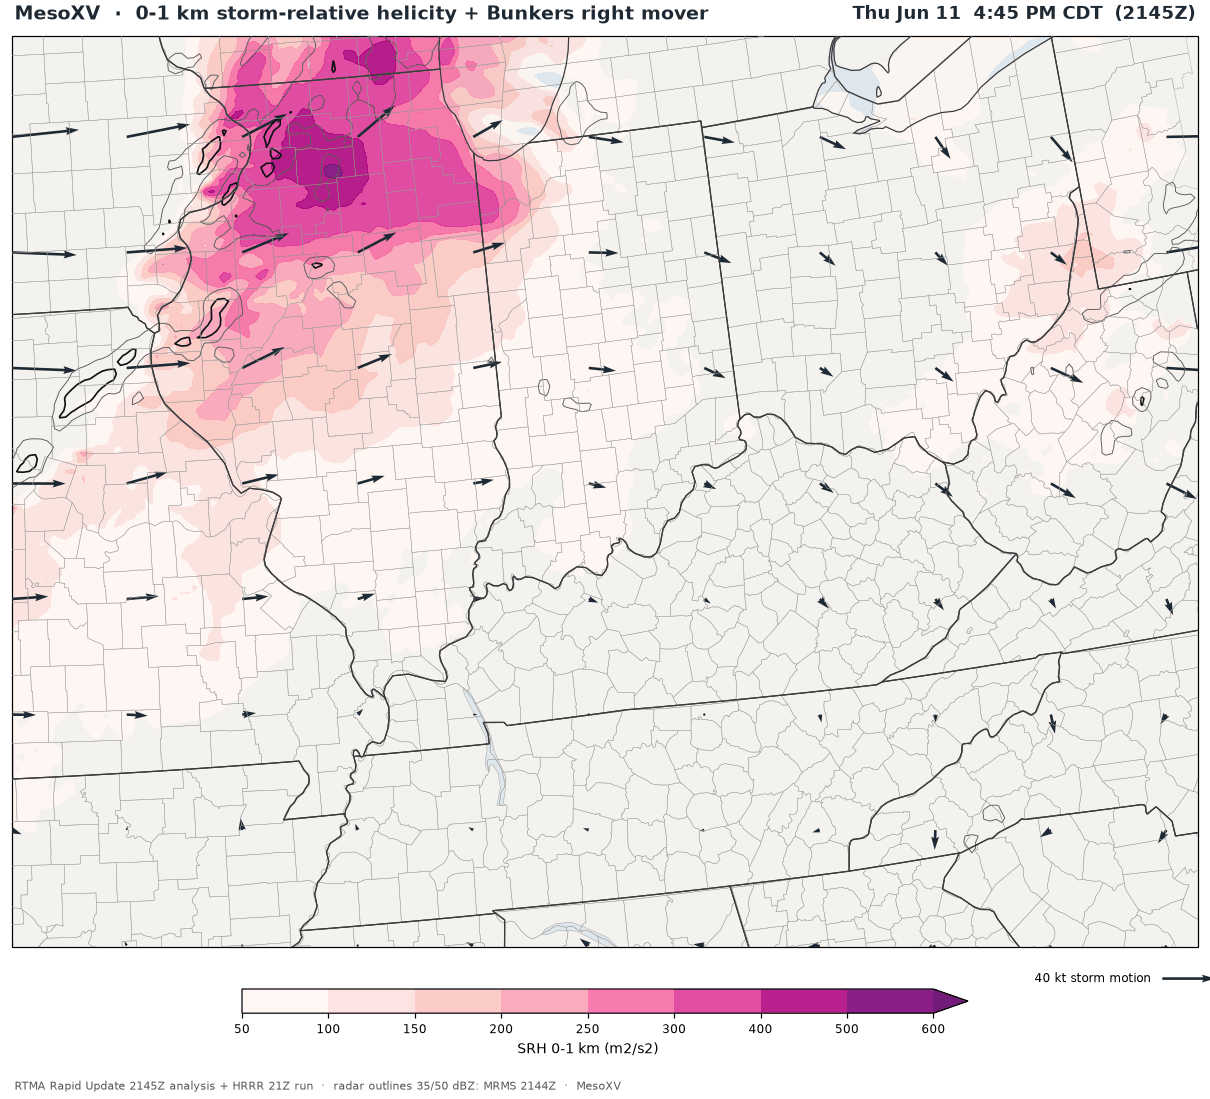 MesoXV · 0-1 km storm-relative helicity + Bunkers right mover
Thu Jun 11 4:45 PM CDT (2145Z)
40 kt storm motion
50 100 150 200 250 300 400 500 600
SRH 0-1 km (m2/s2)
RTMA Rapid Update 2145Z analysis + HRRR 21Z run · radar outlines 35/50 dBZ: MRMS 2144Z · MesoXV